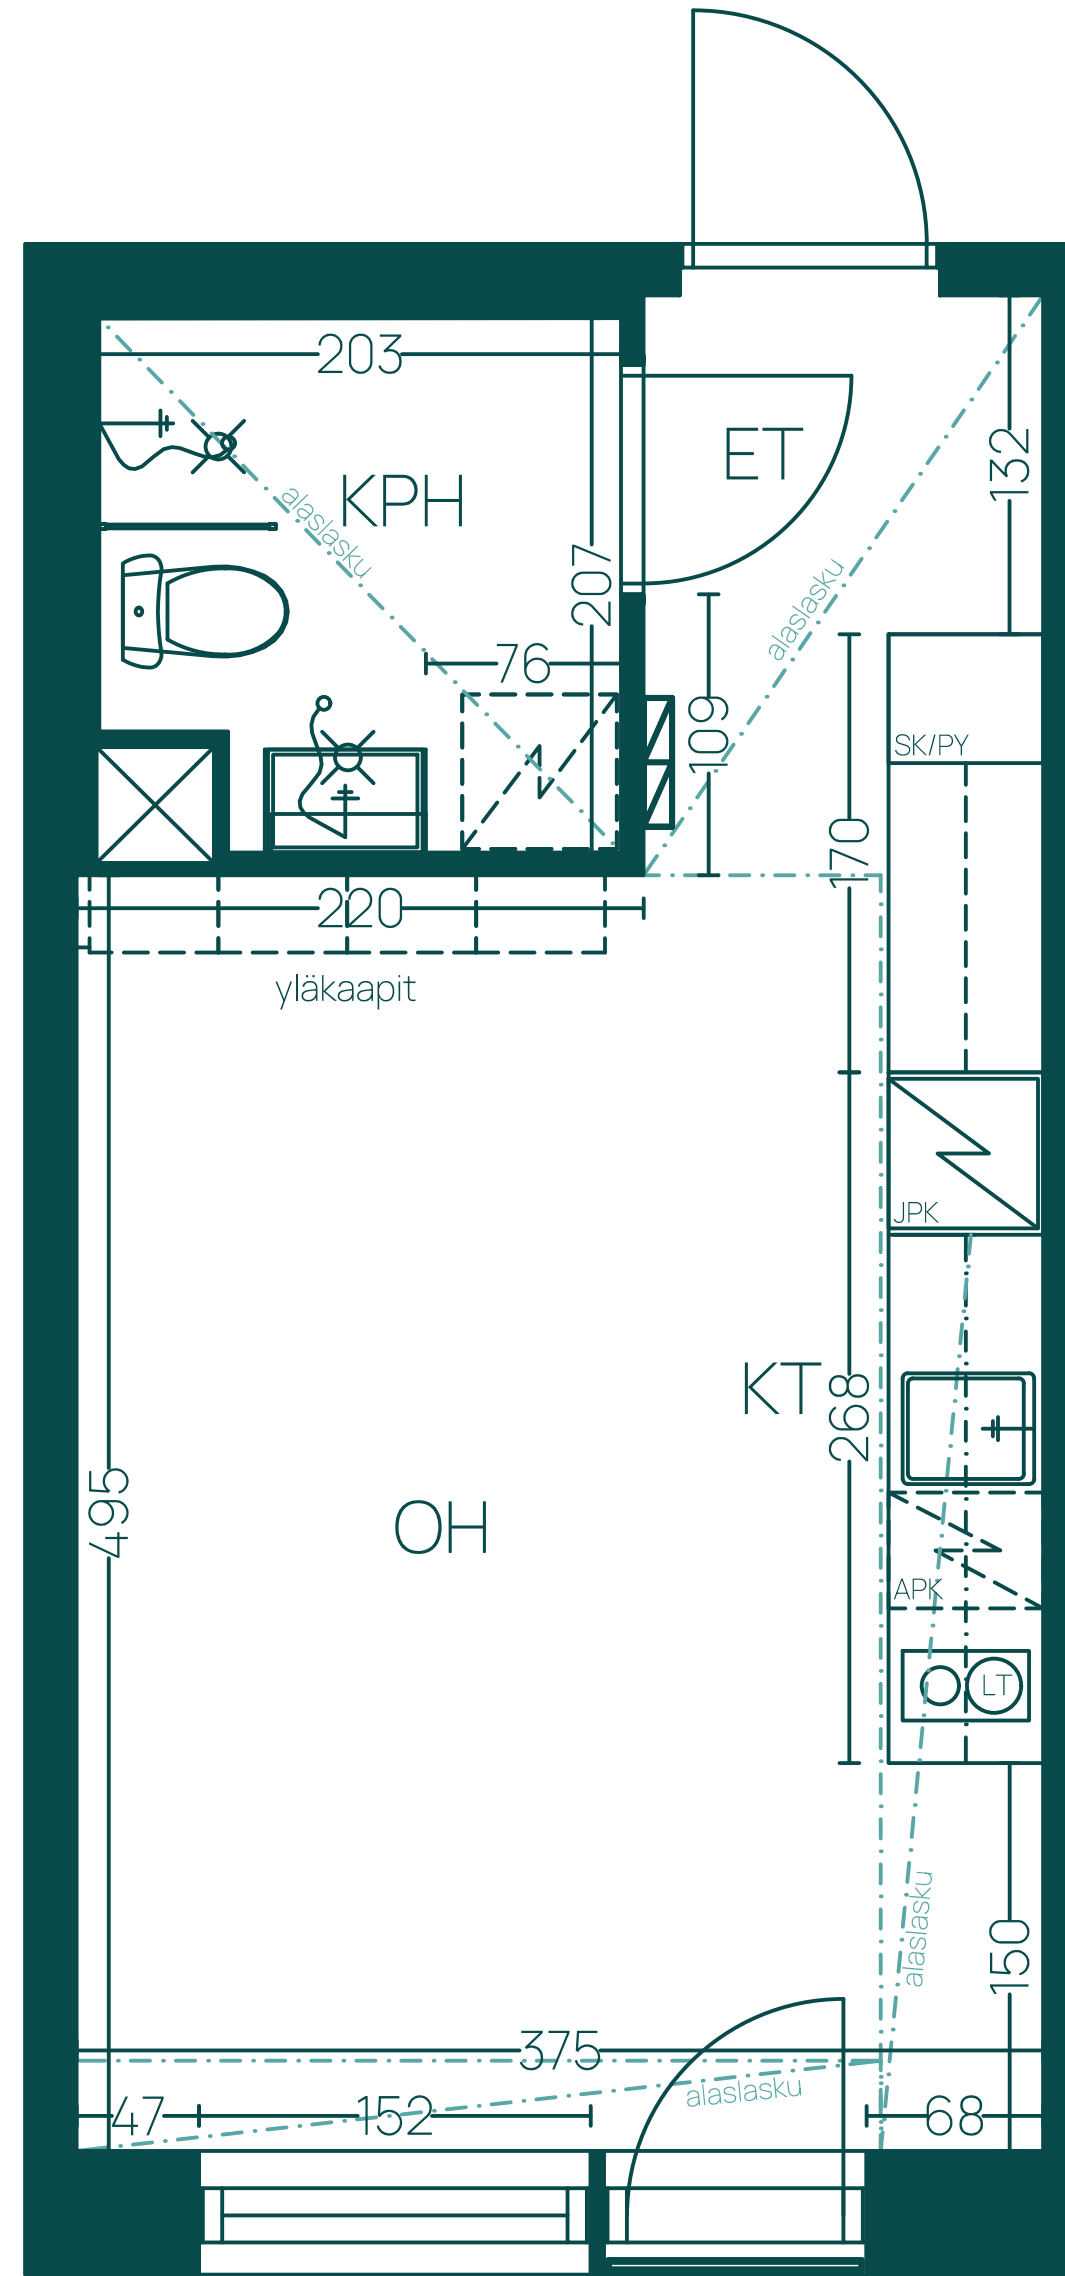 203
ET
132
KPH
alaslasku
207
alaslasku
76
109
SK/PY
170
220
yläkaapit
JPK
KT
268
495
OH
APK
LT
alaslasku
150
375
alaslasku
47
152
68